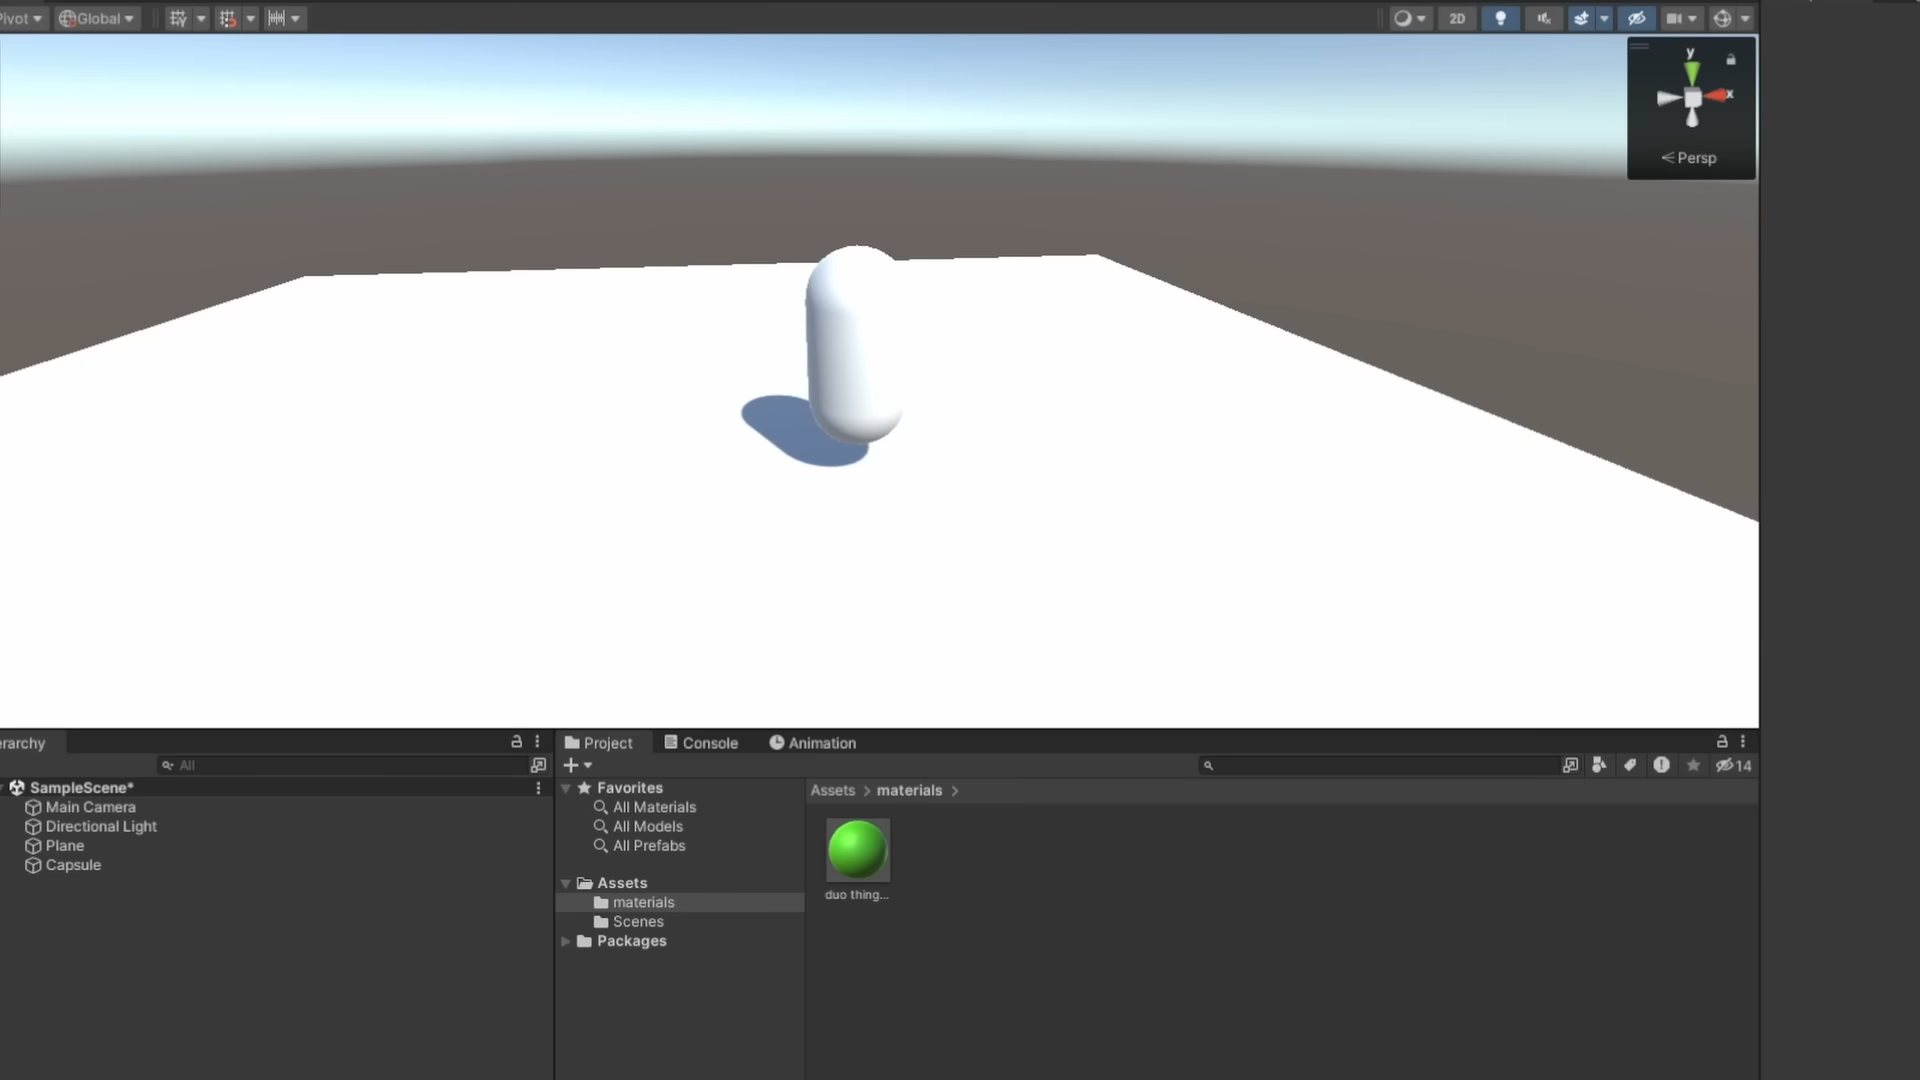 Pivot Global 2D
y
x
Persp
erarchy
All
SampleScene*
Main Camera
Directional Light
Plane
Capsule
Project Console Animation
14
Favorites
All Materials
All Models
All Prefabs
Assets
materials
Scenes
Packages
Assets > materials >
duo thing...